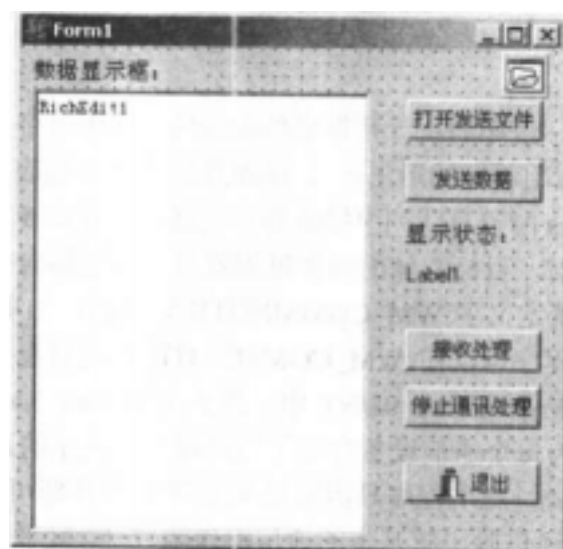 Form1
数据显示框:
RichEdit1
打开发送文件
发送数据
显示状态:
Label1
接收处理
停止通讯处理
退出